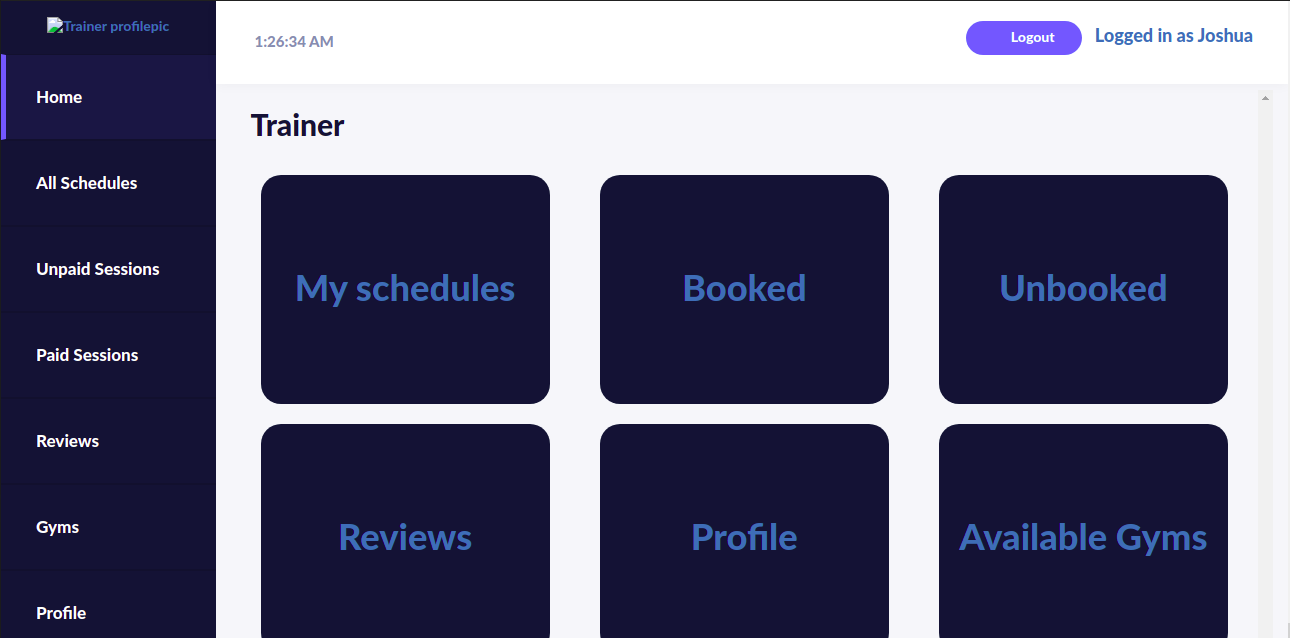 Trainer profilepic
Home
All Schedules
Unpaid Sessions
Paid Sessions
Reviews
Gyms
Profile
1:26:34 AM
Logout
Logged in as Joshua
Trainer
My schedules
Booked
Unbooked
Reviews
Profile
Available Gyms